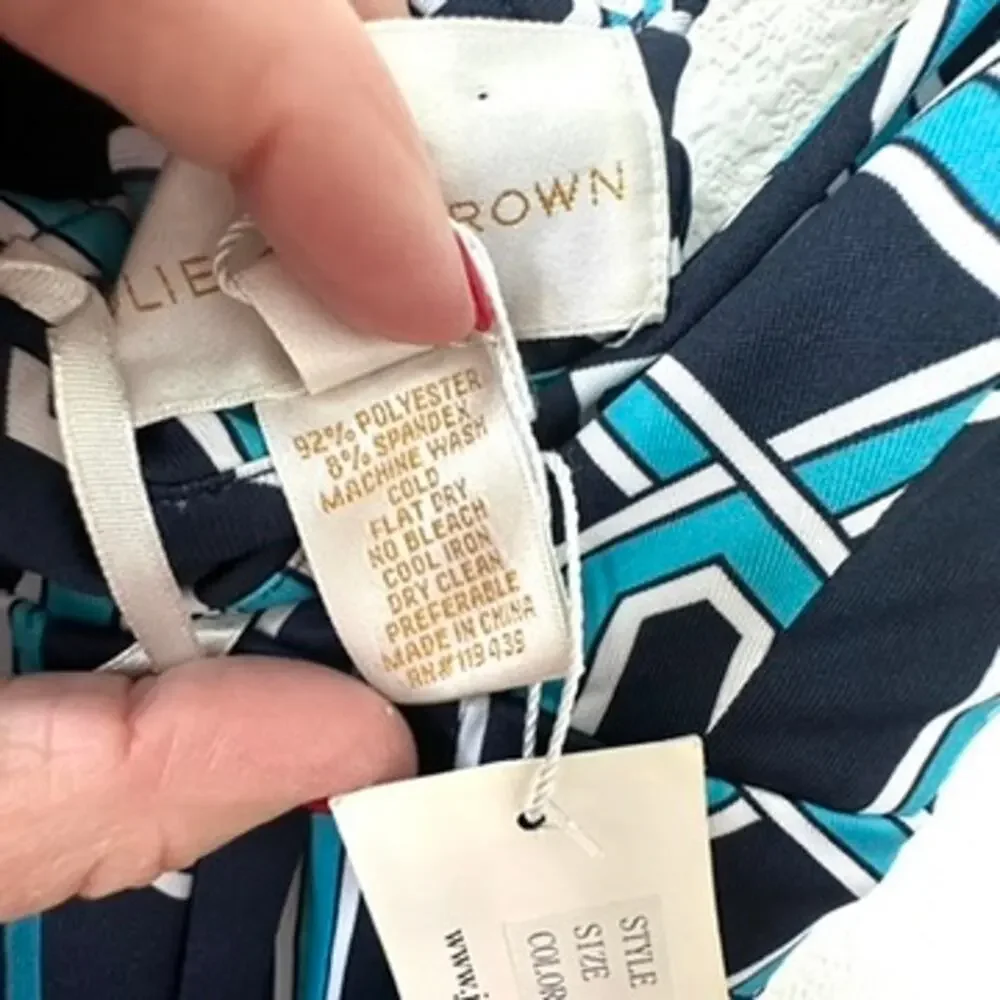 LIE ROWN
92% POLYESTER
8% SPANDEX
MACHINE WASH
COLD
FLAT DRY
NO BLEACH
COOL IRON
DRY CLEAN
PREFERABLE
MADE IN CHINA
RN# 119439
STYLE
SIZE
COLOR
www.